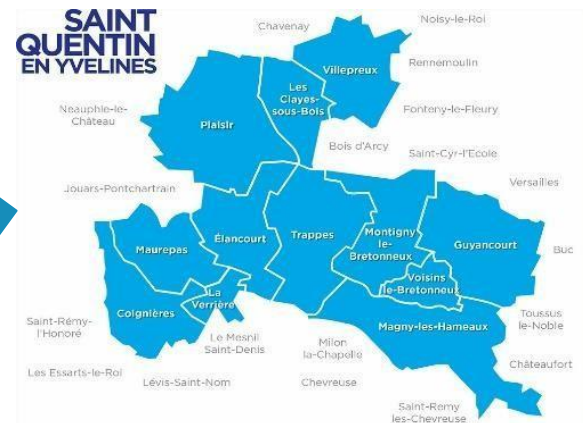 SAINT
QUENTIN
EN YVELINES
Chavenay
Noisy-le-Roi
Villepreux
Rennemoulin
Les
Clayes-
sous-Bois
Neauphle-le-
Château
Plaisir
Fonteny-le-Fleury
Bois d'Arcy
Saint-Cyr-l'Ecole
Jouars-Pontchartrain
Versailles
Maurepas
Élancourt
Trappes
Montigny
le-
Bretonneux
Guyancourt
Buc
Voisins
le-Bretonneux
La
Verrière
Coignières
Magny-les-Hameaux
Toussus
le-Noble
Saint-Rémy-
l'Honoré
Le Mesnil
Saint-Denis
Milon
la-Chapelle
Châteaufort
Les Essarts-le-Roi
Lévis-Saint-Nom
Chevreuse
Saint-Remy
les-Chevreuse